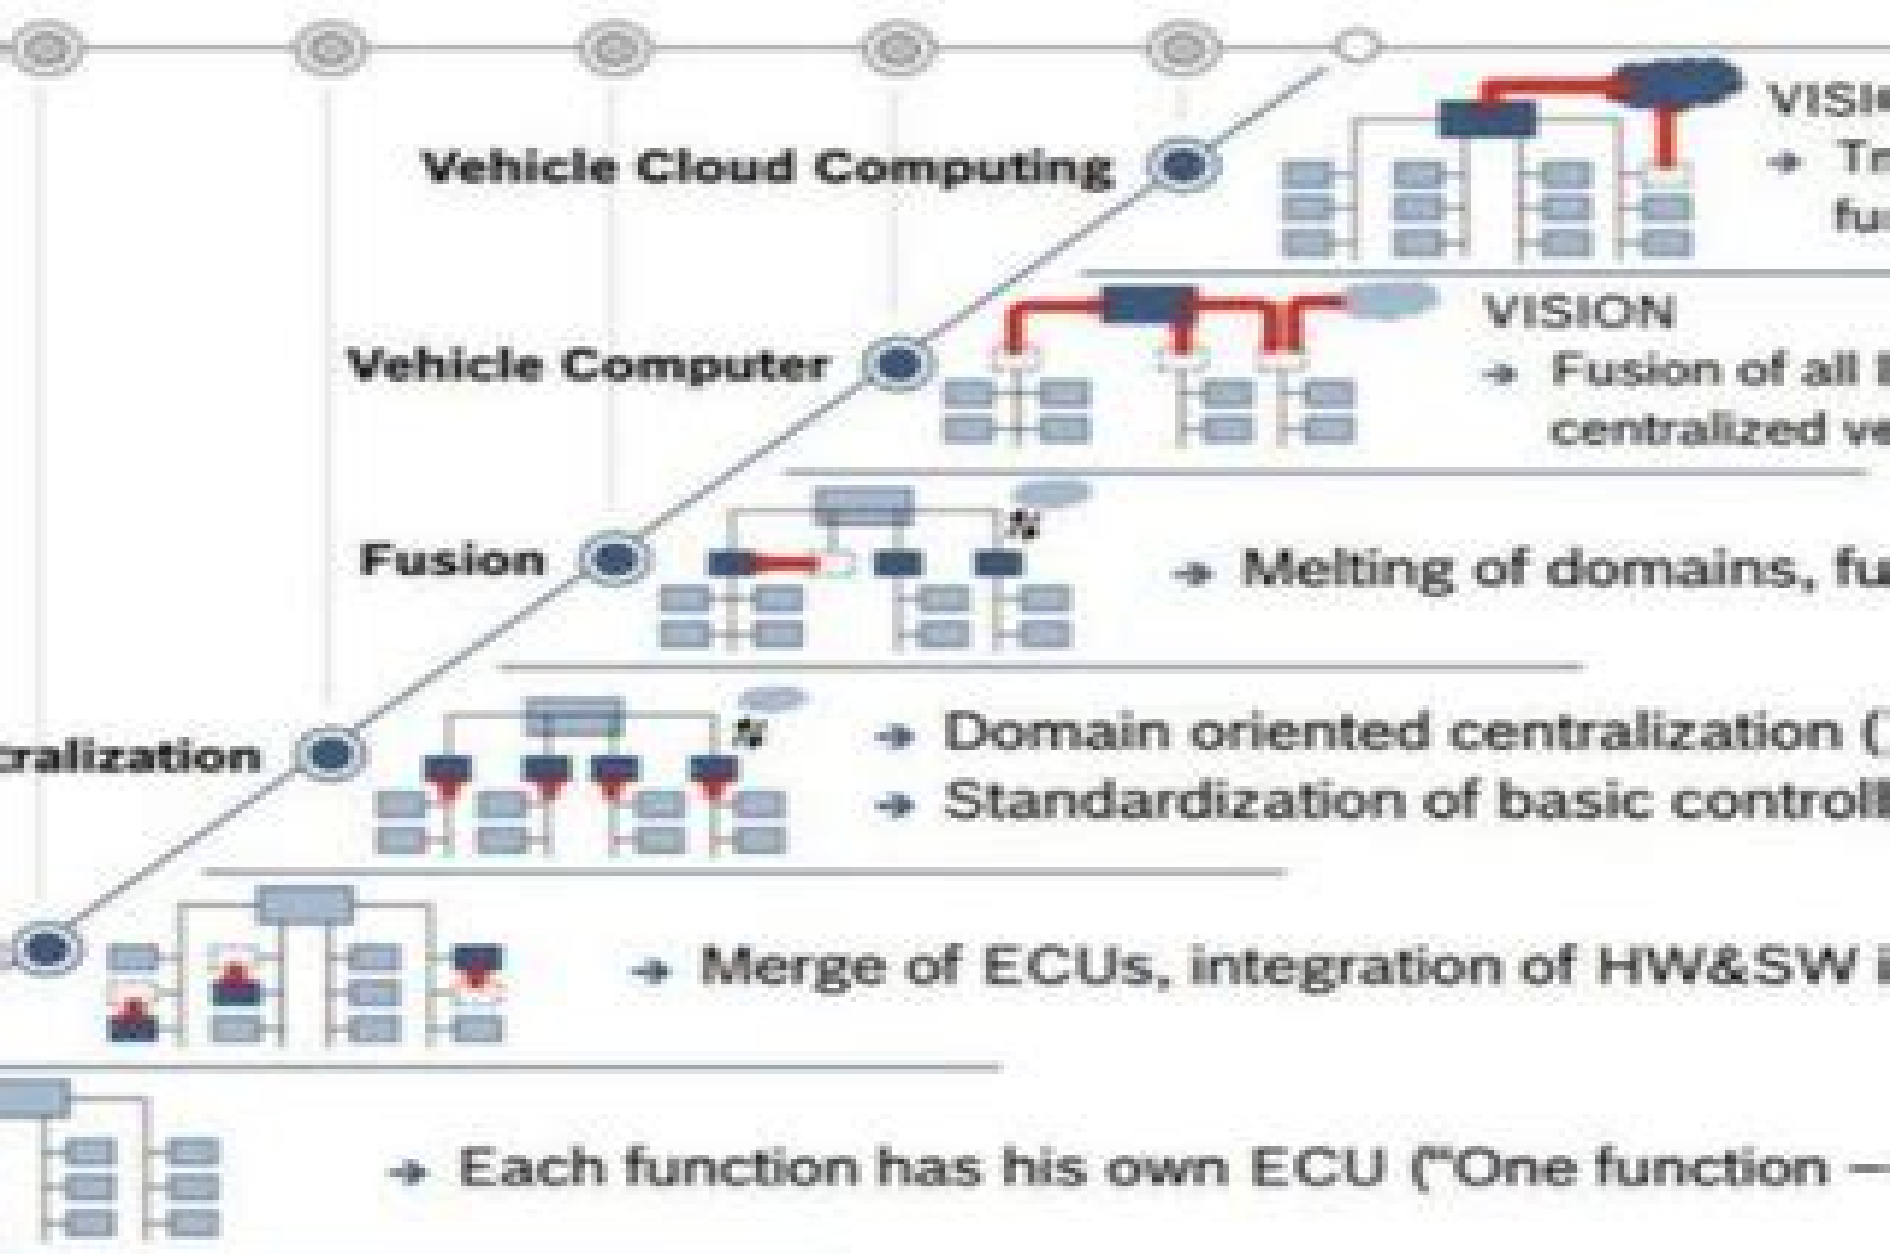 VISI
Vehicle Cloud Computing
fu
VISION
Vehicle Computer
Fusion of all
centralized ve
Fusion
Melting of domains, fu
Domain oriented centralization (
cralization
Standardization of basic controll
Merge of ECUs, integration of HW&SW i
Each function has his own ECU ("One function –